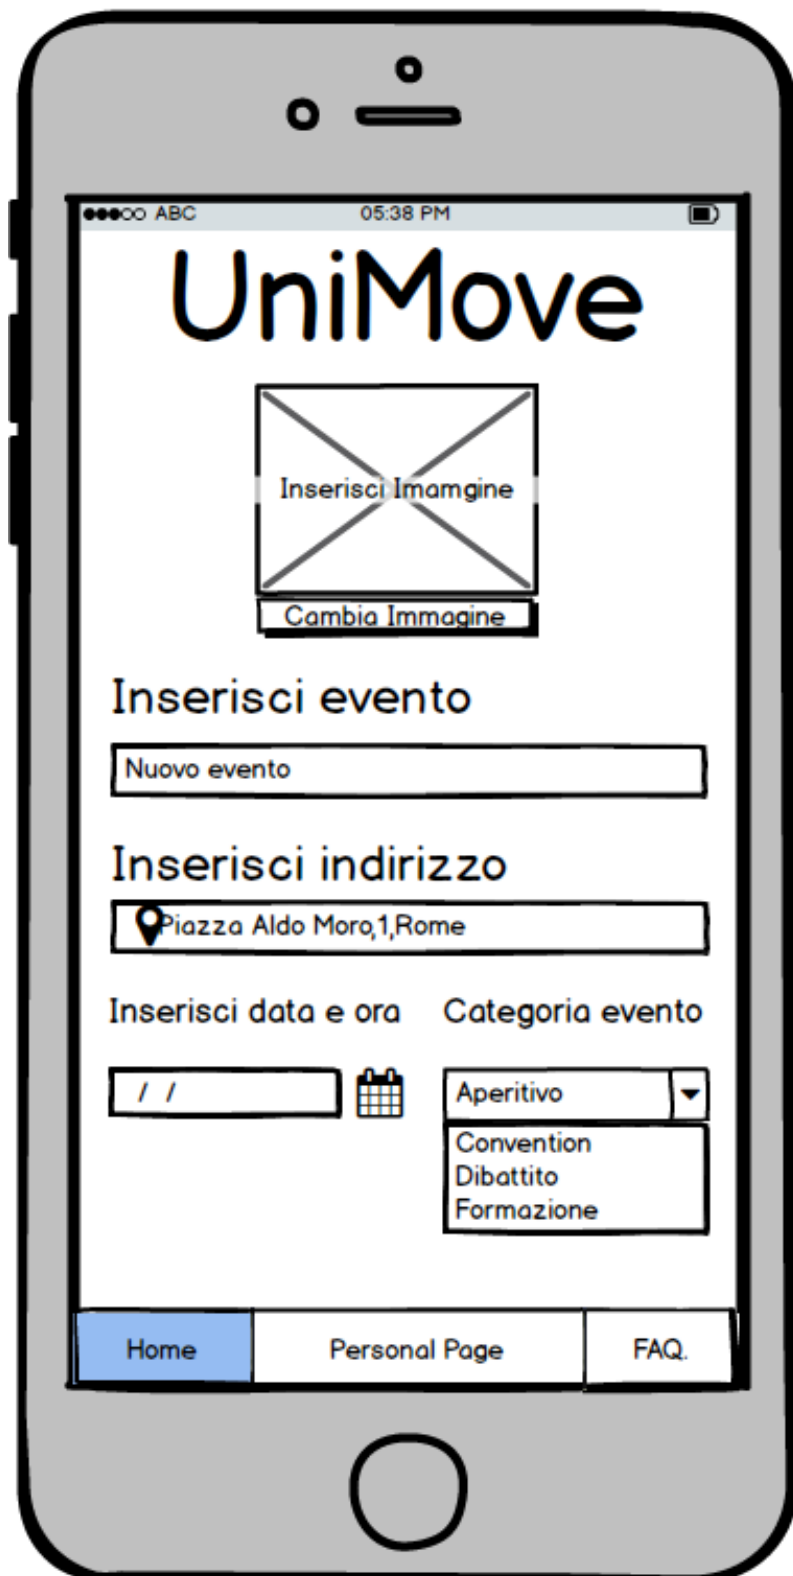 ABC 05:38 PM
UniMove
Inserisci Imamgine
Cambia Immagine
Inserisci evento
Nuovo evento
Inserisci indirizzo
Piazza Aldo Moro,1,Rome
Inserisci data e ora Categoria evento
/ / Aperitivo
Convention
Dibattito
Formazione
Home Personal Page FAQ.